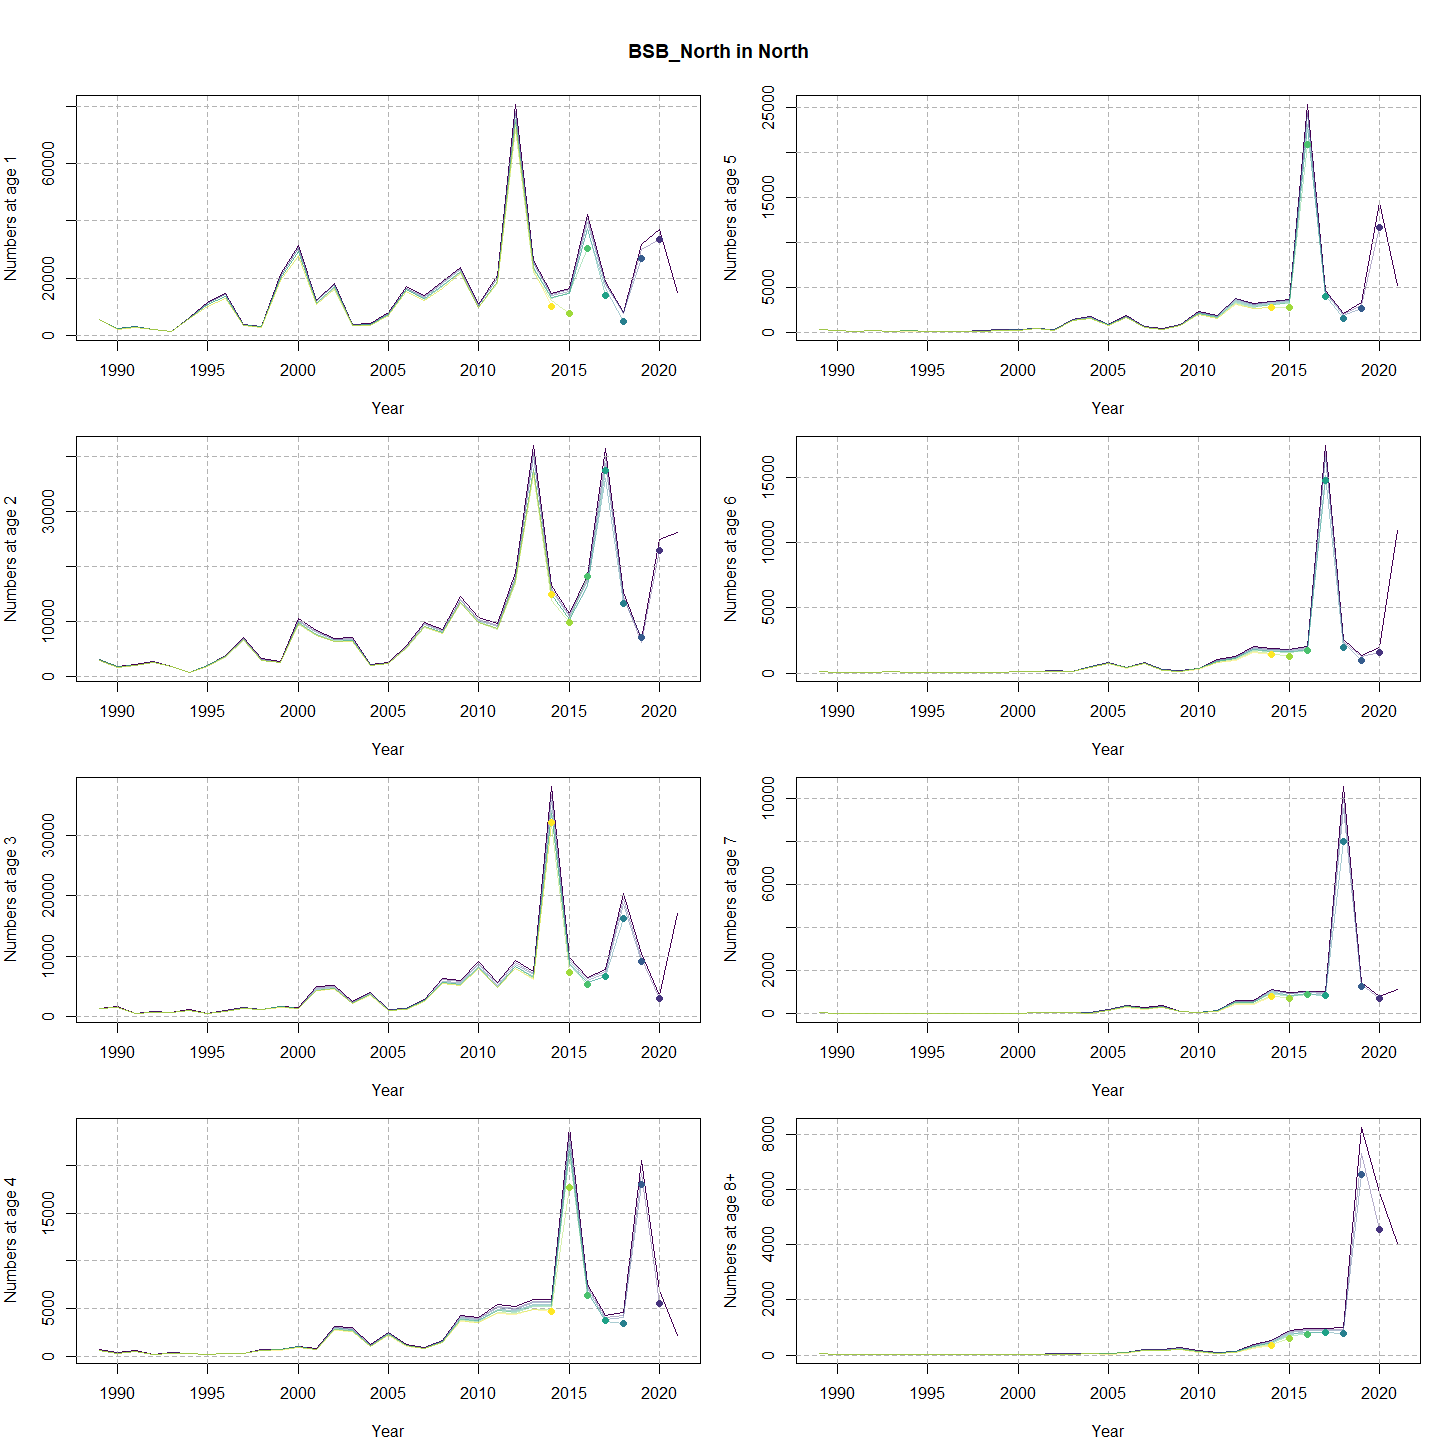 BSB_North in North
Numbers at age 1
0 20000 60000
1990 1995 2000 2005 2010 2015 2020
Year
Numbers at age 5
0 5000 15000 25000
1990 1995 2000 2005 2010 2015 2020
Year
Numbers at age 2
0 10000 30000
1990 1995 2000 2005 2010 2015 2020
Year
Numbers at age 6
0 5000 10000 15000
1990 1995 2000 2005 2010 2015 2020
Year
Numbers at age 3
0 10000 20000 30000
1990 1995 2000 2005 2010 2015 2020
Year
Numbers at age 7
0 2000 6000 10000
1990 1995 2000 2005 2010 2015 2020
Year
Numbers at age 4
0 5000 15000
1990 1995 2000 2005 2010 2015 2020
Year
Numbers at age 8+
0 2000 4000 6000 8000
1990 1995 2000 2005 2010 2015 2020
Year